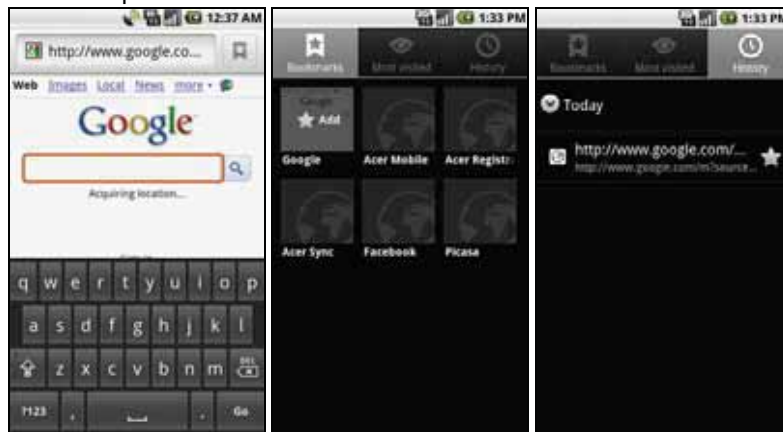 12:37 AM
http://www.google.co...
Web Images Local News more
Google
Acquiring location...
q w e r t y u i o p
a s d f g h j k l
z x c v b n m DEL
?123 , . Go
1:33 PM
Bookmarks Most visited History
Google
Add
Google Acer Mobile Acer Registr
Acer Sync Facebook Picasa
1:33 PM
Bookmarks Most visited History
Today
http://www.google.com/...
http://www.google.com/m?source...